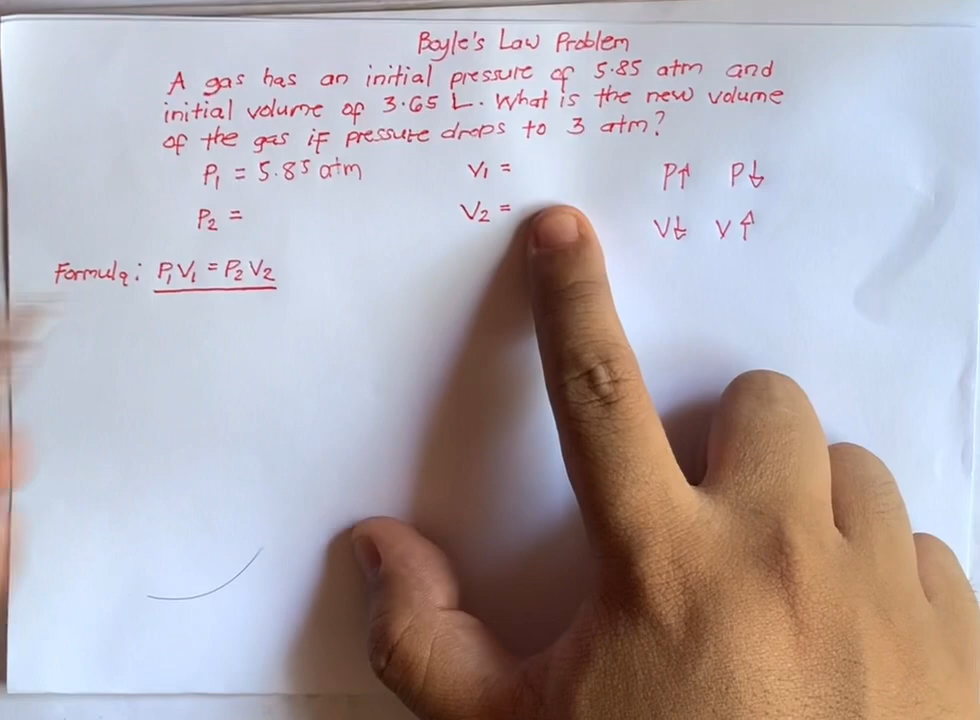 Boyle's Law Problem
A gas has an initial pressure of 5.85 atm and
initial volume of 3.65 L. What is the new volume
of the gas if pressure drops to 3 atm?
P₁ = 5.85 atm V₁ = P↑ P↓
P₂ = V₂ = V↓ V↑
Formula: P₁V₁ = P₂V₂